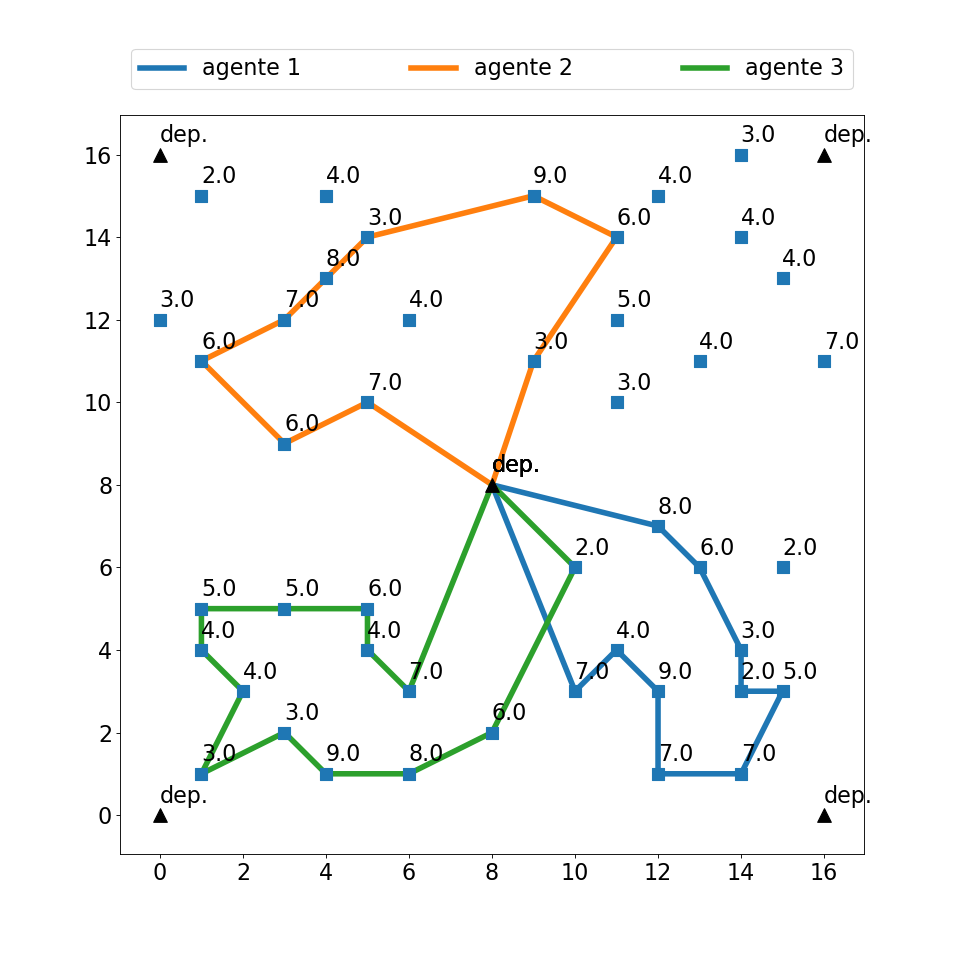 agente 1 agente 2 agente 3
dep. 3.0 dep.
16
2.0 4.0 9.0 4.0
3.0 6.0 4.0
14
8.0 4.0
3.0 7.0 4.0 5.0
12
6.0 3.0 4.0 7.0
7.0 3.0
10
6.0
dep.
8
8.0
2.0 6.0 2.0
6
5.0 5.0 6.0
4.0 4.0 4.0 3.0
4
4.0 7.0 7.0 9.0 2.0 5.0
3.0 6.0
2
3.0 9.0 8.0 7.0 7.0
dep. dep.
0
0 2 4 6 8 10 12 14 16